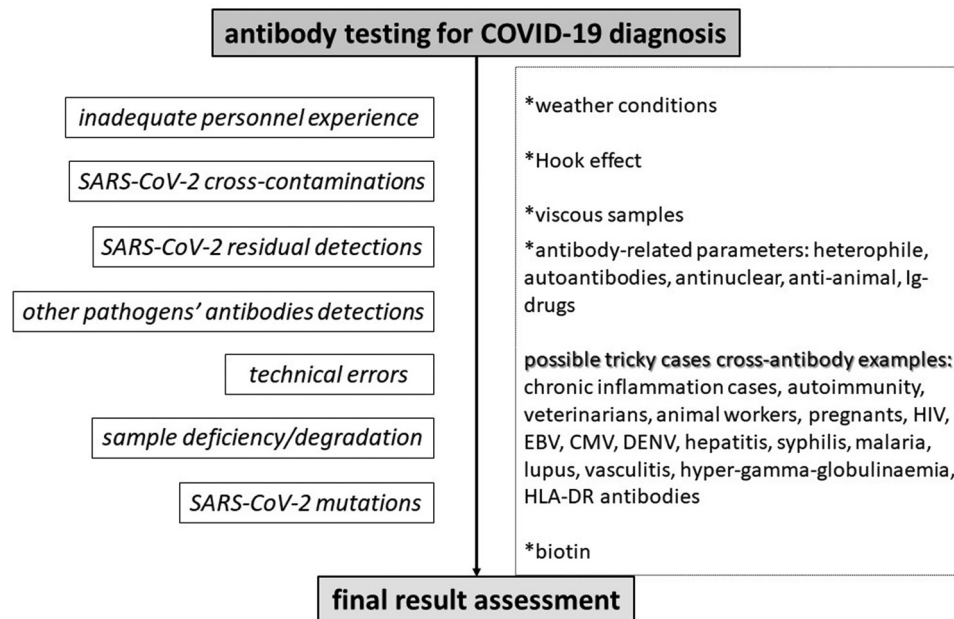 antibody testing for COVID-19 diagnosis
inadequate personnel experience
SARS-CoV-2 cross-contaminations
SARS-CoV-2 residual detections
other pathogens’ antibodies detections
technical errors
sample deficiency/degradation
SARS-CoV-2 mutations
*weather conditions
*Hook effect
*viscous samples
*antibody-related parameters: heterophile,
autoantibodies, antinuclear, anti-animal, Ig-
drugs
possible tricky cases cross-antibody examples:
chronic inflammation cases, autoimmunity,
veterinarians, animal workers, pregnants, HIV,
EBV, CMV, DENV, hepatitis, syphilis, malaria,
lupus, vasculitis, hyper-gamma-globulinaemia,
HLA-DR antibodies
*biotin
final result assessment